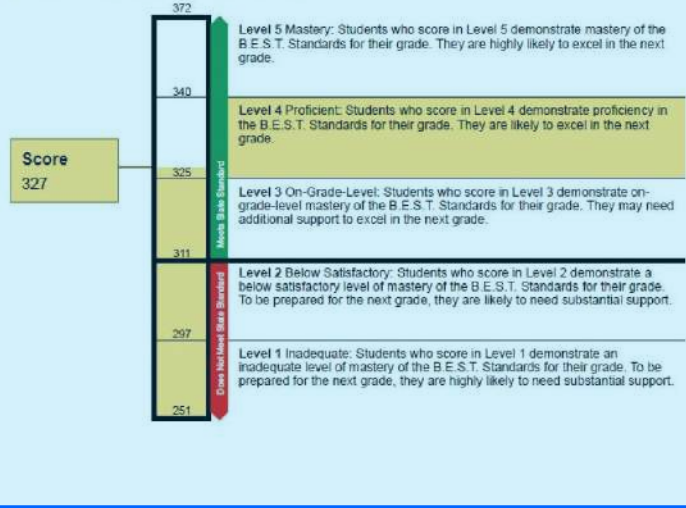 372
Level 5 Mastery: Students who score in Level 5 demonstrate mastery of the
B.E.S.T. Standards for their grade. They are highly likely to excel in the next
grade.
340
Level 4 Proficient: Students who score in Level 4 demonstrate proficiency in
the B.E.S.T. Standards for their grade. They are likely to excel in the next
grade.
Score
327
325
Meets State Standard
Level 3 On-Grade-Level: Students who score in Level 3 demonstrate on-
grade-level mastery of the B.E.S.T. Standards for their grade. They may need
additional support to excel in the next grade.
311
Level 2 Below Satisfactory: Students who score in Level 2 demonstrate a
below satisfactory level of mastery of the B.E.S.T. Standards for their grade.
To be prepared for the next grade, they are likely to need substantial support.
Does Not Meet State Standard
297
Level 1 Inadequate: Students who score in Level 1 demonstrate an
inadequate level of mastery of the B.E.S.T. Standards for their grade. To be
prepared for the next grade, they are highly likely to need substantial support.
251